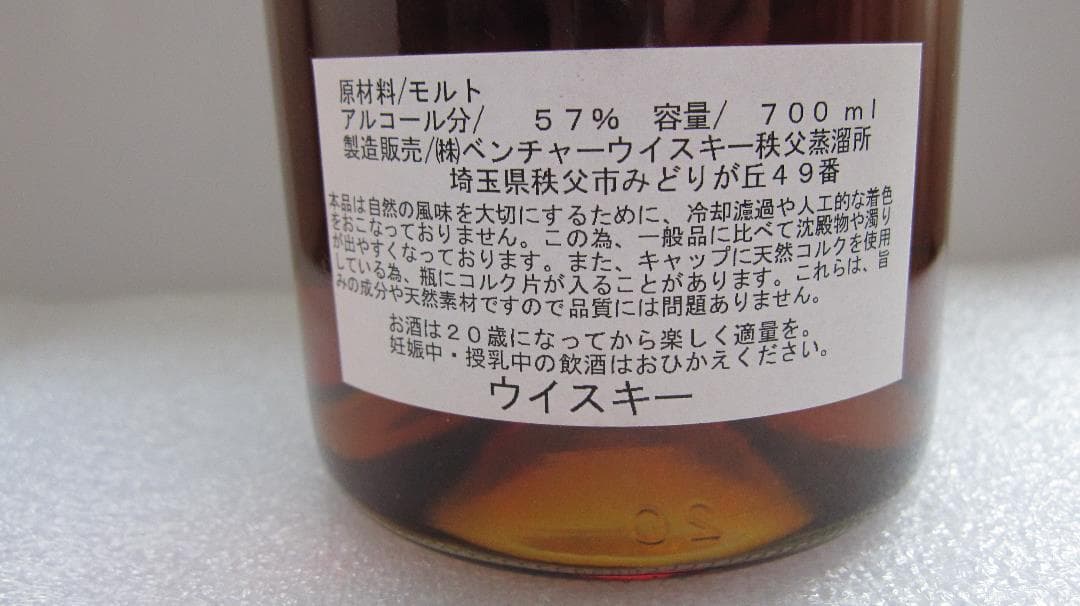 原材料/モルト
アルコール分/　５７％　容量/　７００ ml
製造販売/㈱ベンチャーウイスキー秩父蒸溜所
埼玉県秩父市みどりが丘４９番
本品は自然の風味を大切にするために、冷却濾過や人工的な着色
をおこなっておりません。この為、一般品に比べて沈殿物や濁り
が出やすくなっております。また、キャップに天然コルクを使用
している為、瓶にコルク片が入ることがあります。これらは、旨
みの成分や天然素材ですので品質には問題ありません。
お酒は２０歳になってから楽しく適量を。
妊娠中・授乳中の飲酒はおひかえください。
ウイスキー
20